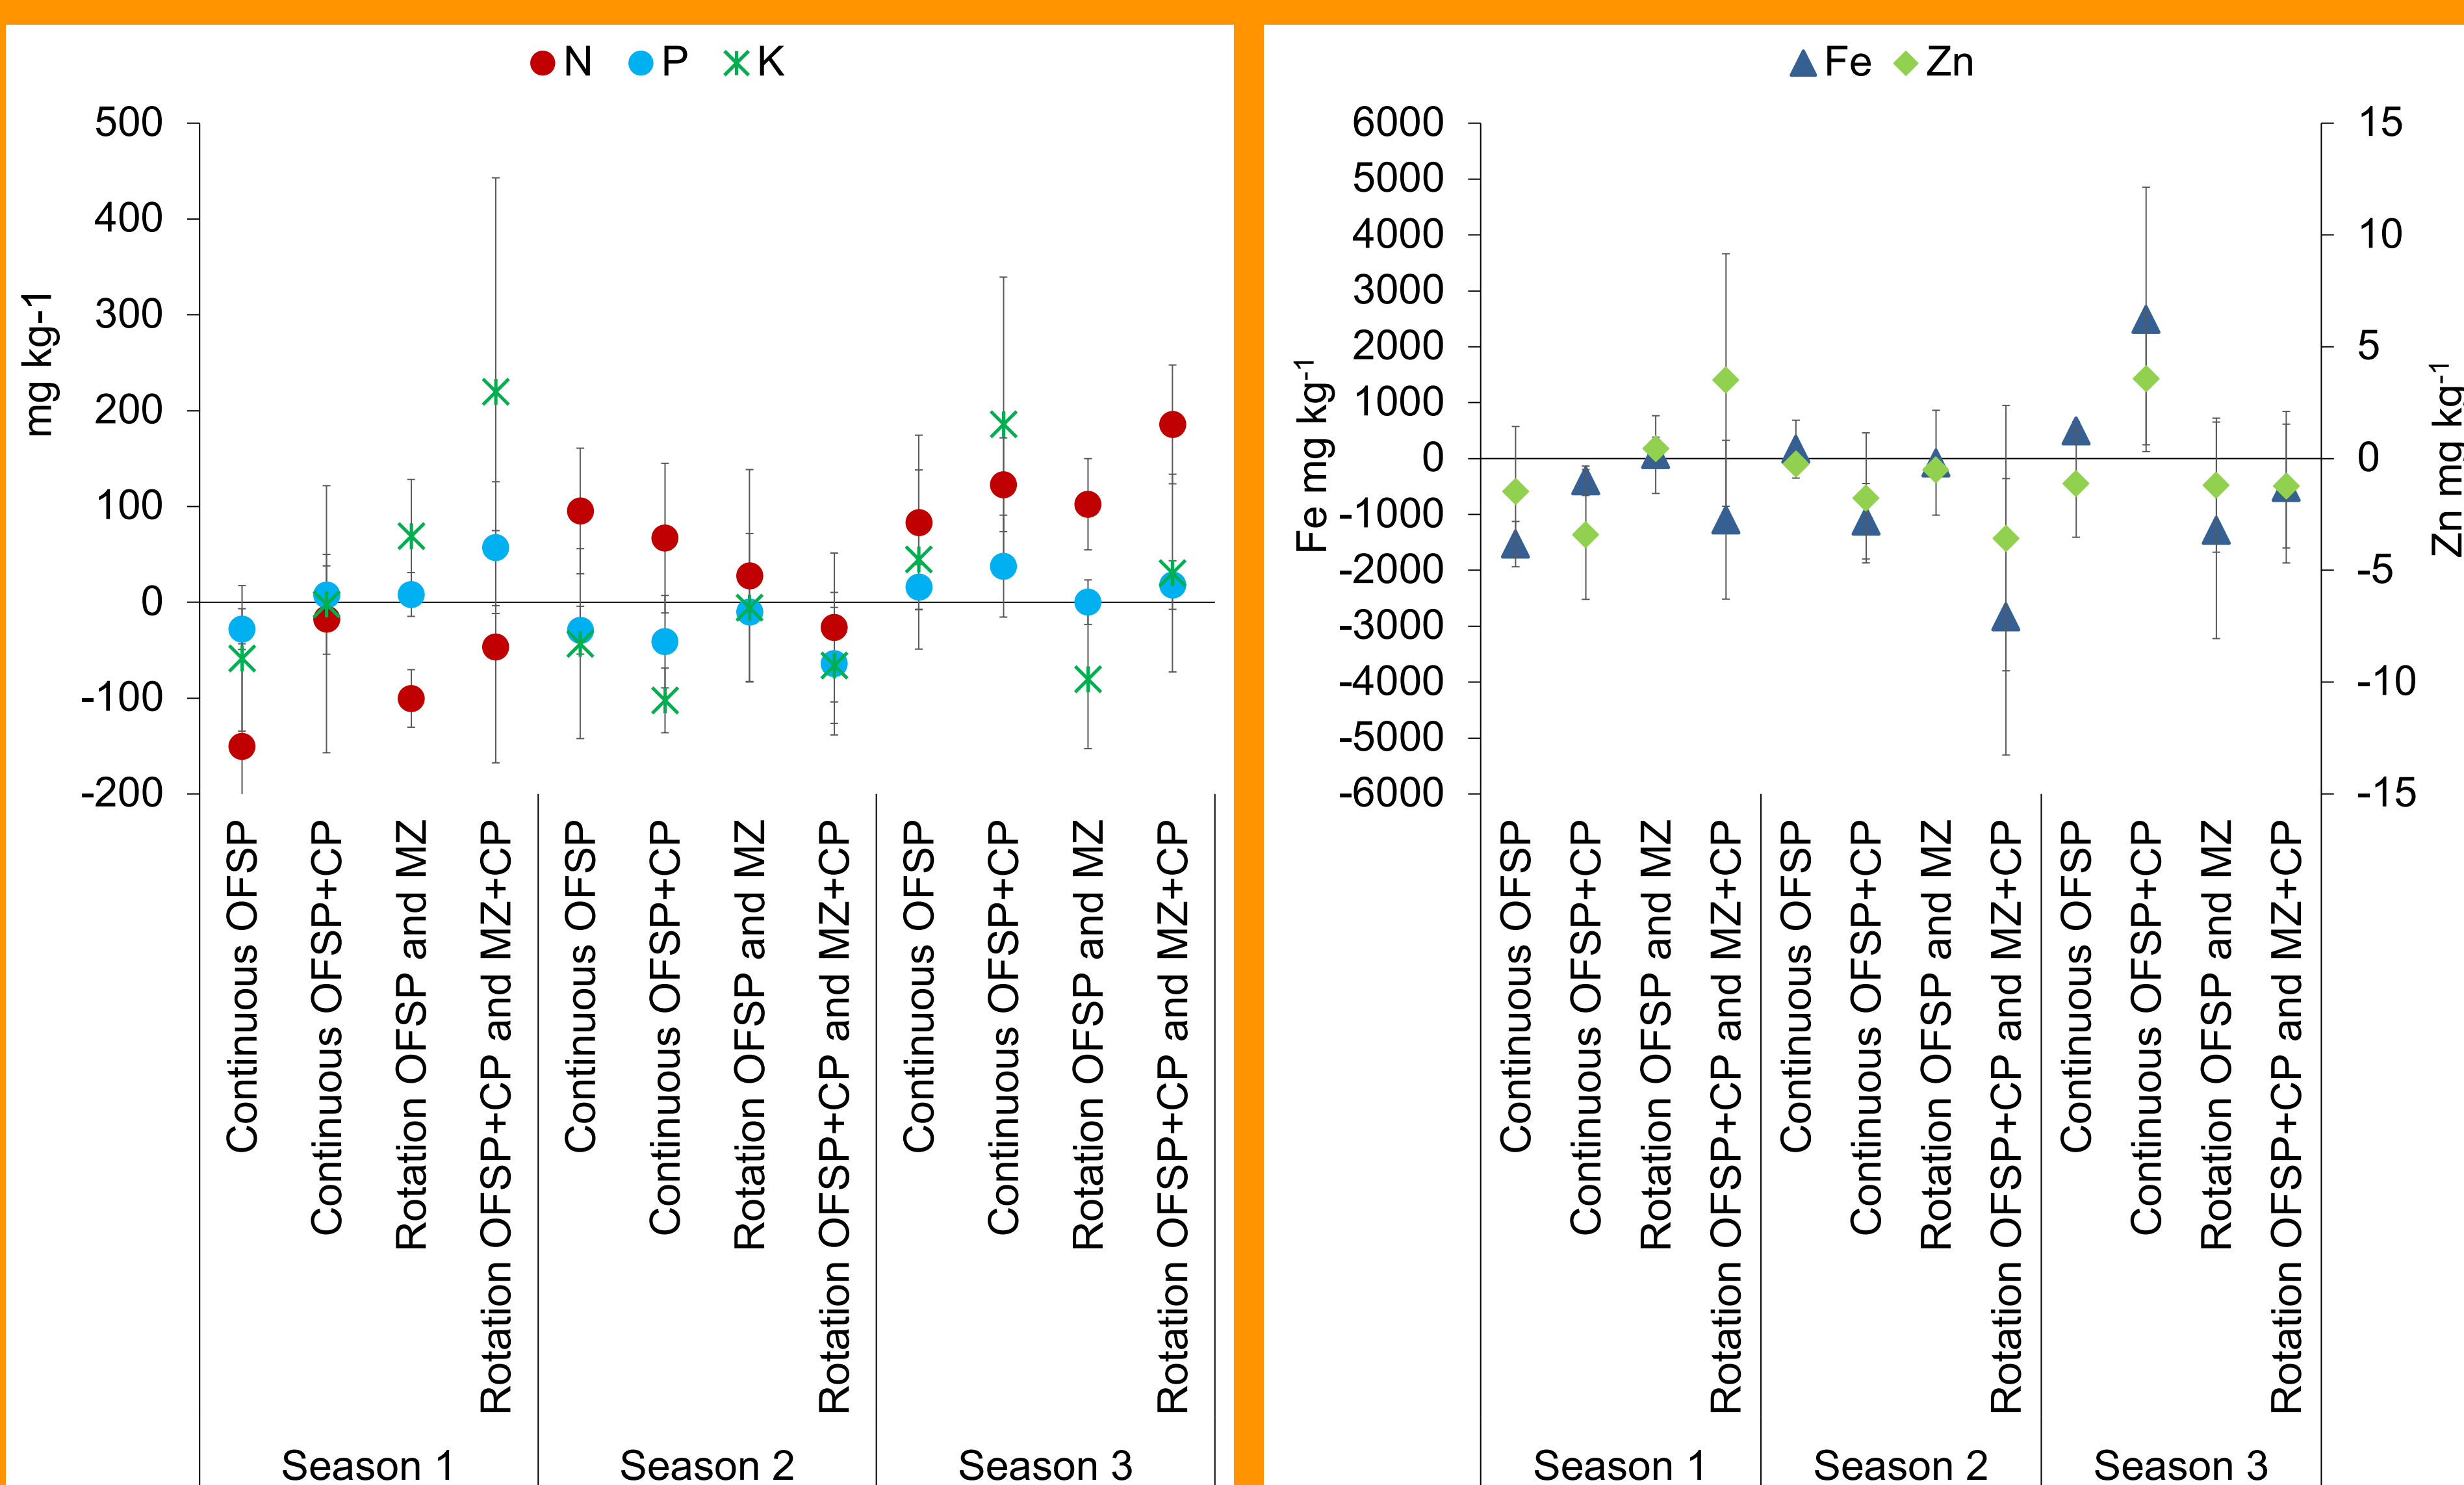 N P K
mg kg-1
500
400
300
200
100
0
-100
-200
Continuous OFSP
Continuous OFSP+CP
Rotation OFSP and MZ
Rotation OFSP+CP and MZ+CP
Continuous OFSP
Continuous OFSP+CP
Rotation OFSP and MZ
Rotation OFSP+CP and MZ+CP
Continuous OFSP
Continuous OFSP+CP
Rotation OFSP and MZ
Rotation OFSP+CP and MZ+CP
Season 1 Season 2 Season 3
Fe Zn
Fe mg kg-1
6000
5000
4000
3000
2000
1000
0
-1000
-2000
-3000
-4000
-5000
-6000
15
10
5
0
-5
-10
-15
Zn mg kg-1
Continuous OFSP
Continuous OFSP+CP
Rotation OFSP and MZ
Rotation OFSP+CP and MZ+CP
Continuous OFSP
Continuous OFSP+CP
Rotation OFSP and MZ
Rotation OFSP+CP and MZ+CP
Continuous OFSP
Continuous OFSP+CP
Rotation OFSP and MZ
Rotation OFSP+CP and MZ+CP
Season 1 Season 2 Season 3